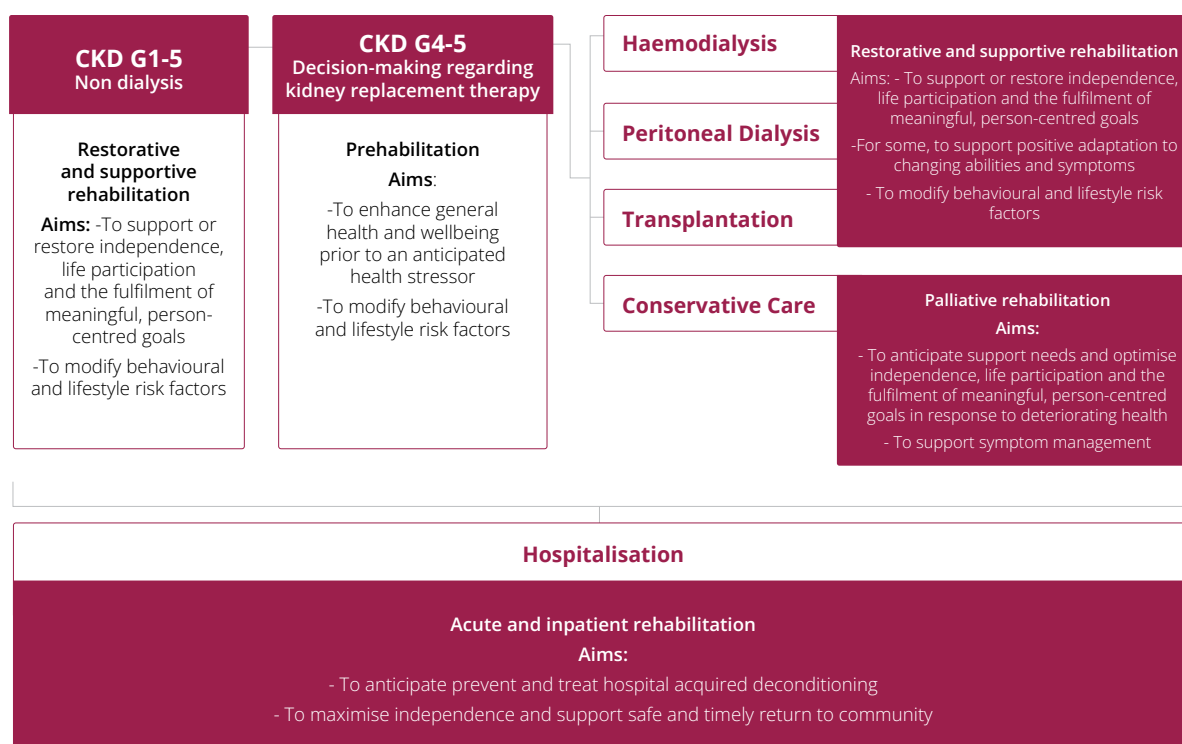 CKD G1-5
Non dialysis
Restorative
and supportive
rehabilitation
Aims: -To support or
restore independence,
life participation
and the fulfilment of
meaningful, person-
centred goals
-To modify behavioural
and lifestyle risk factors
CKD G4-5
Decision-making regarding
kidney replacement therapy
Prehabilitation
Aims:
-To enhance general
health and wellbeing
prior to an anticipated
health stressor
-To modify behavioural
and lifestyle risk factors
Haemodialysis
Peritoneal Dialysis
Transplantation
Restorative and supportive rehabilitation
Aims: - To support or restore independence,
life participation and the fulfilment of
meaningful, person-centred goals
-For some, to support positive adaptation to
changing abilities and symptoms
- To modify behavioural and lifestyle risk
factors
Conservative Care
Palliative rehabilitation
Aims:
- To anticipate support needs and optimise
independence, life participation and the
fulfilment of meaningful, person-centred
goals in response to deteriorating health
- To support symptom management
Hospitalisation
Acute and inpatient rehabilitation
Aims:
- To anticipate prevent and treat hospital acquired deconditioning
- To maximise independence and support safe and timely return to community